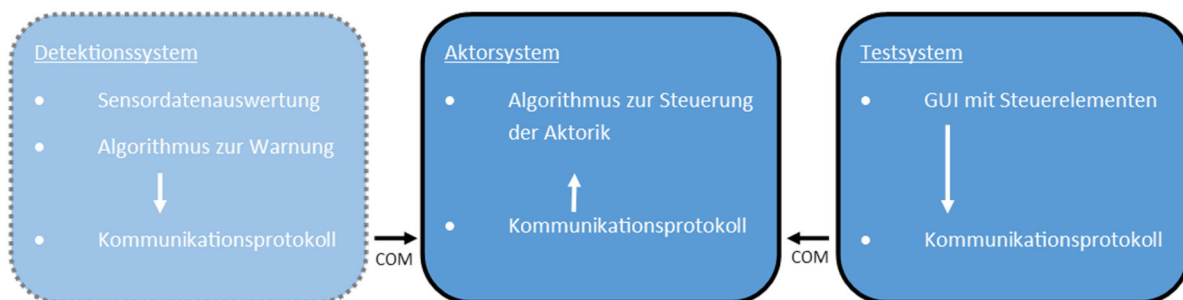 Detektionssystem
• Sensordatenauswertung
• Algorithmus zur Warnung
• Kommunikationsprotokoll
COM
Aktorsystem
• Algorithmus zur Steuerung
der Aktorik
• Kommunikationsprotokoll
COM
Testsystem
• GUI mit Steuerelementen
• Kommunikationsprotokoll